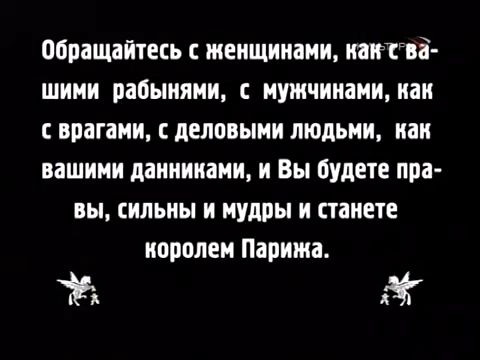 КУЛЬТУРА
Обращайтесь с женщинами, как с ва-
шими рабынями, с мужчинами, как
с врагами, с деловыми людьми, как
вашими данниками, и Вы будете пра-
вы, сильны и мудры и станете
королем Парижа.